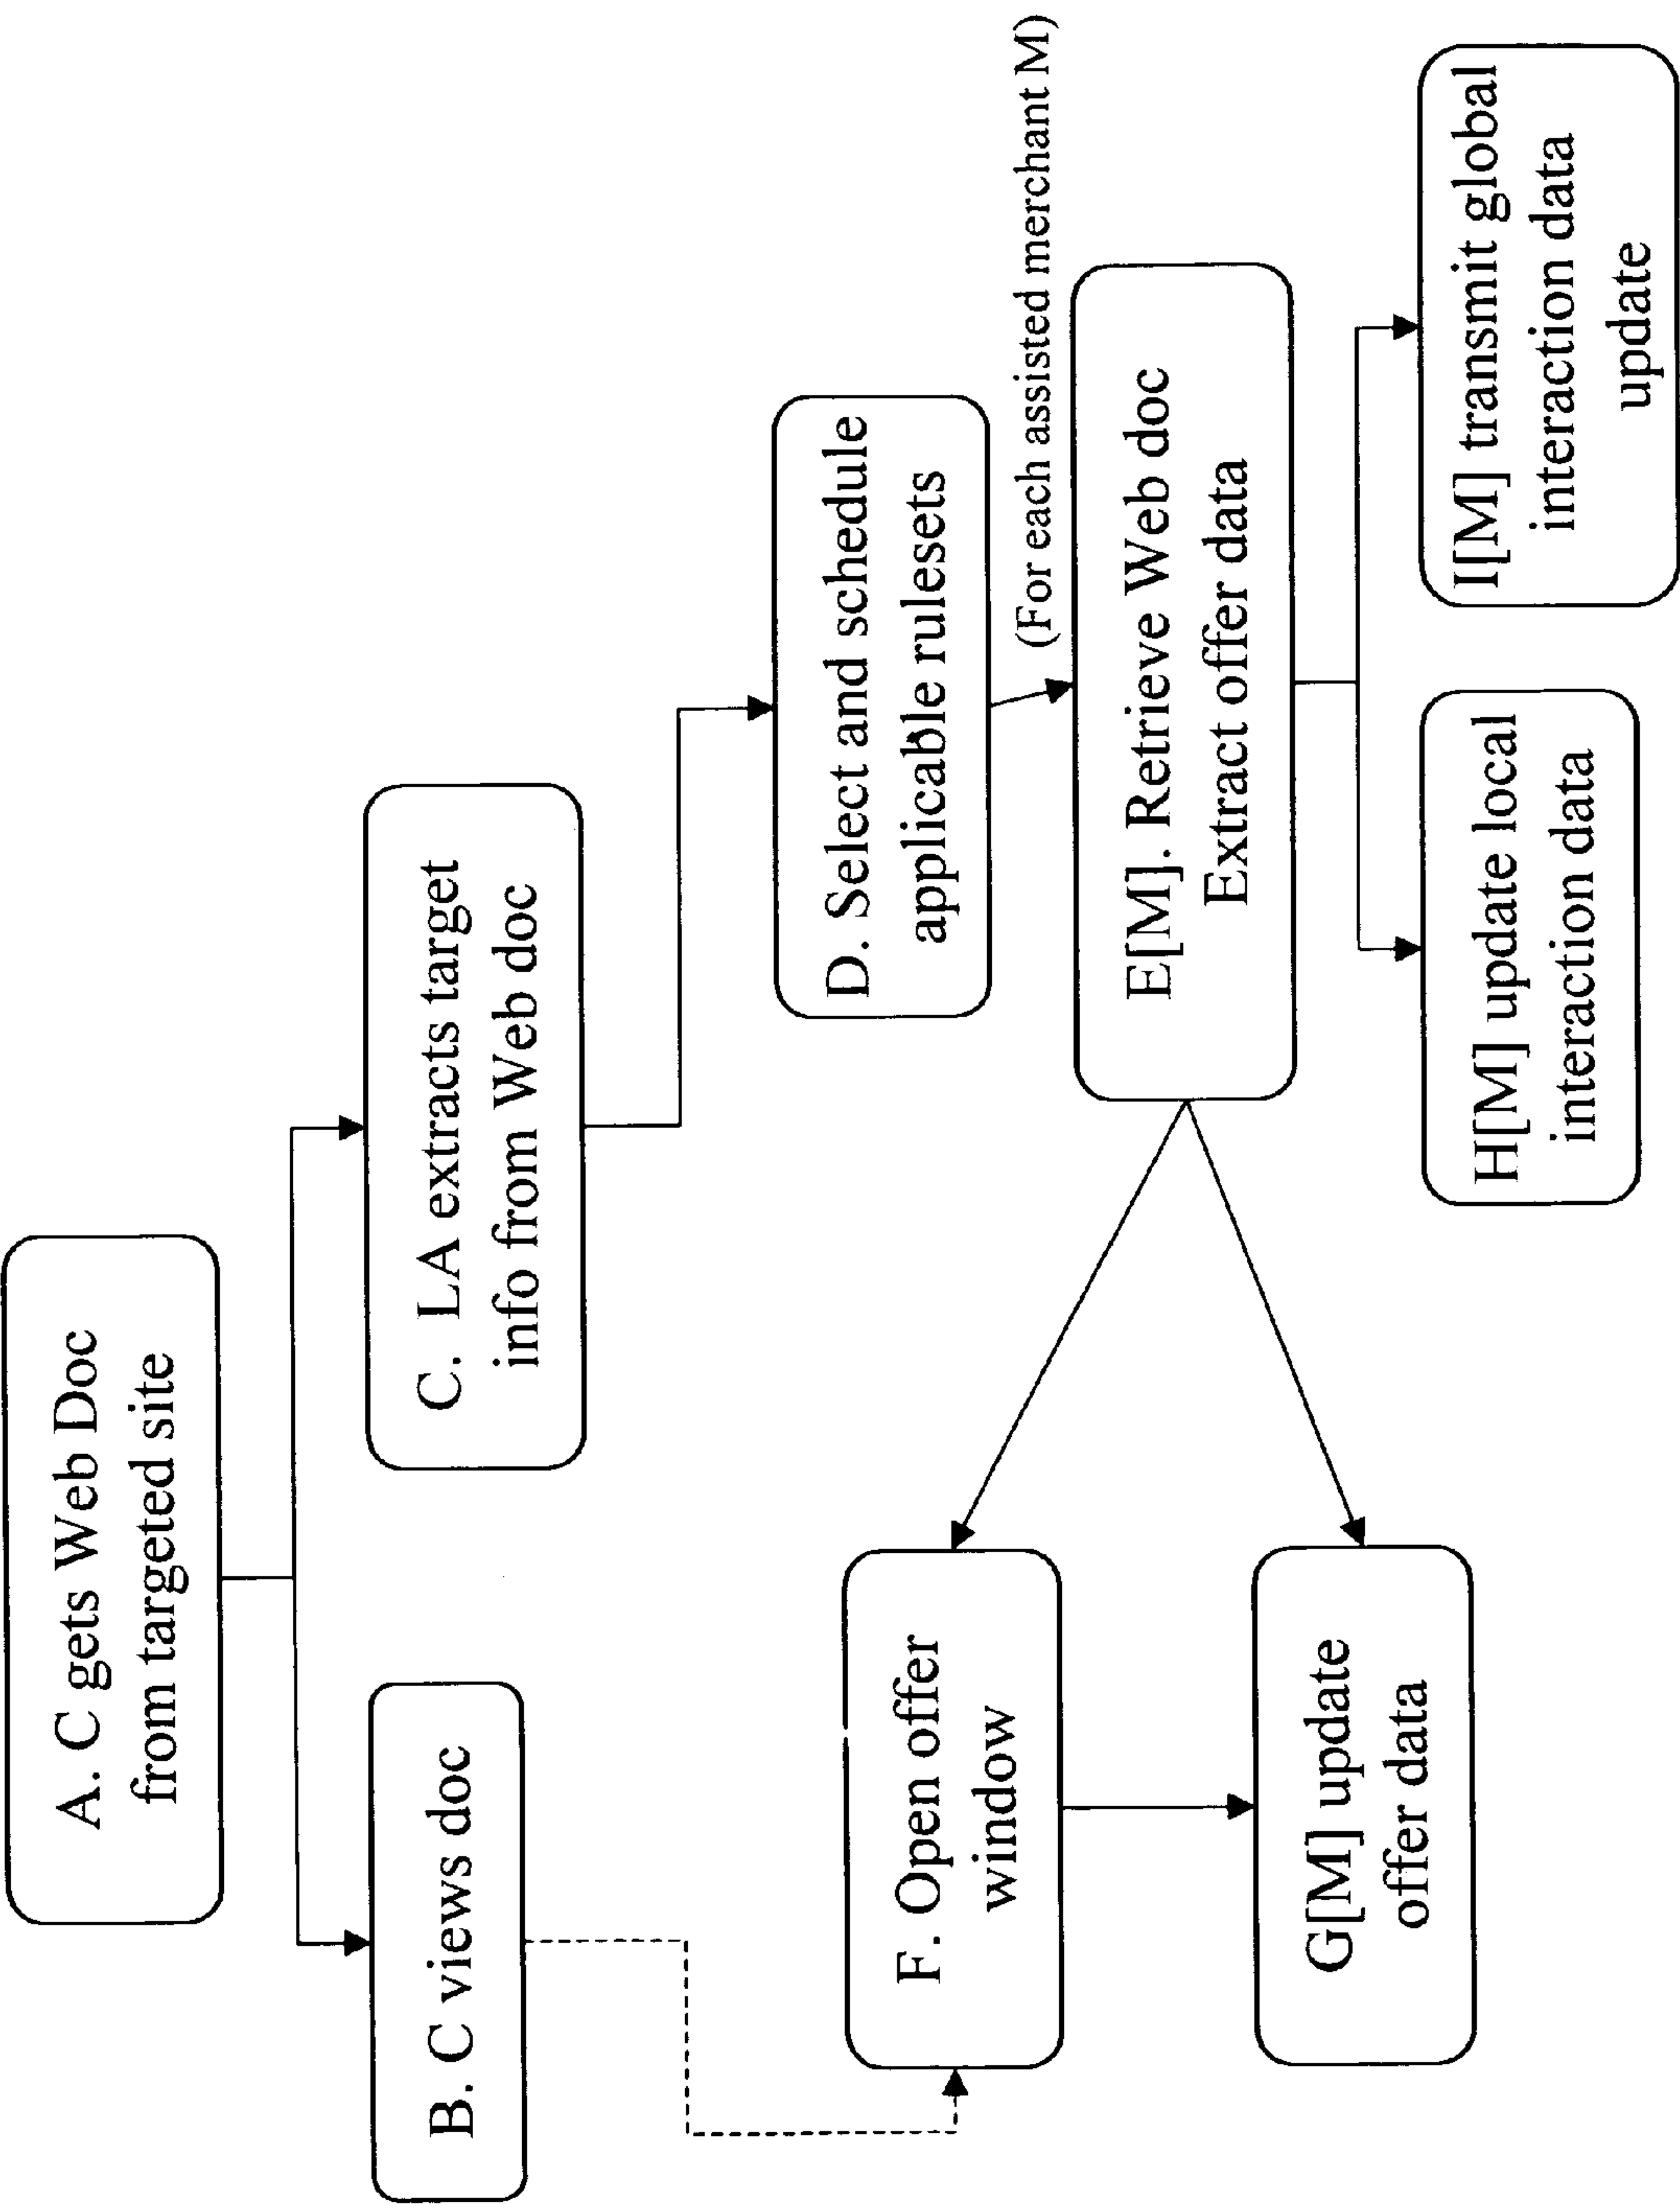 A. C gets Web Doc
from targeted site
B. C views doc
C. LA extracts target
info from Web doc
D. Select and schedule
applicable rulesets
(For each assisted merchant M)
E[M]. Retrieve Web doc
Extract offer data
F. Open offer
window
G[M] update
offer data
H[M] update local
interaction data
I[M] transmit global
interaction data
update